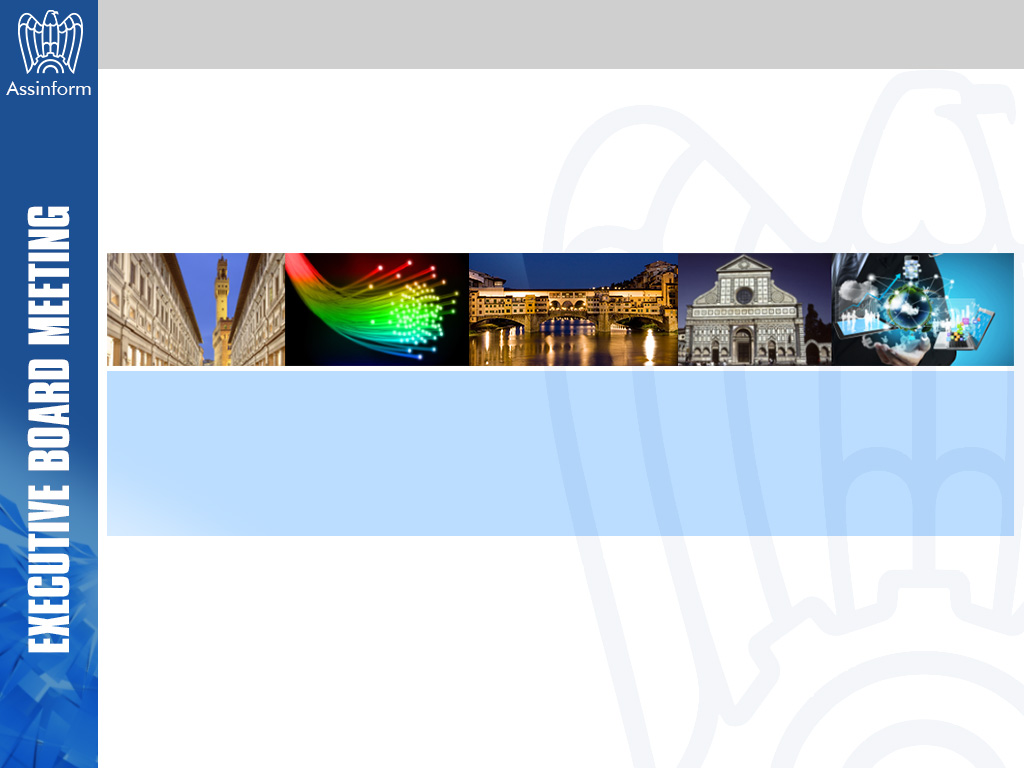 Assinform
EXECUTIVE BOARD MEETING